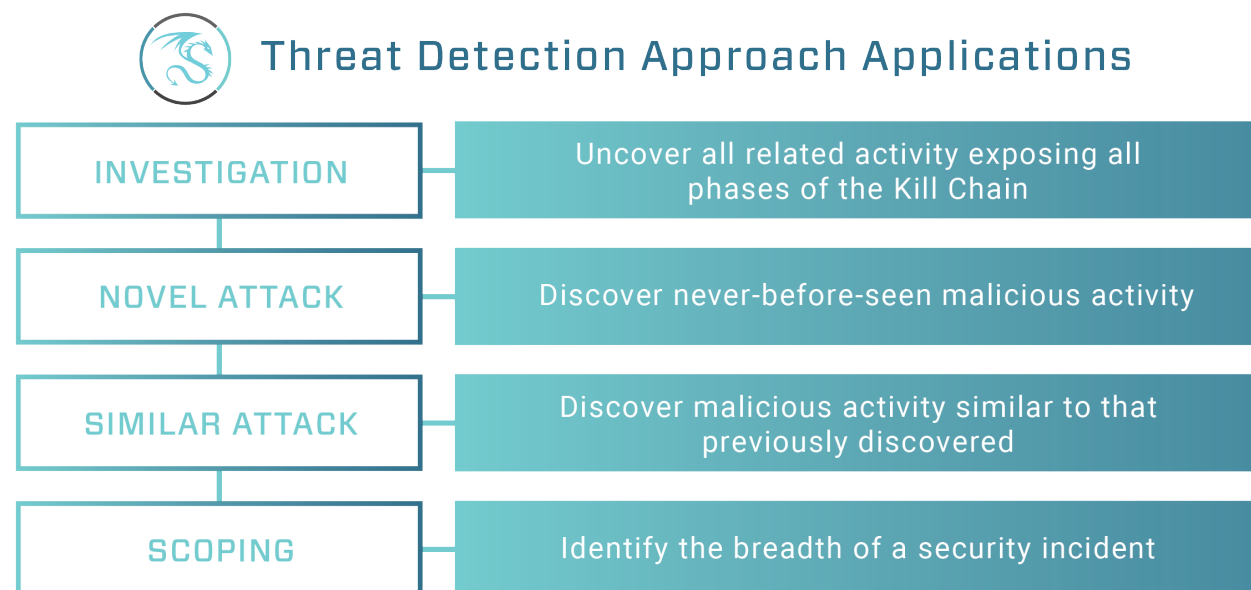 Threat Detection Approach Applications
INVESTIGATION
Uncover all related activity exposing all
phases of the Kill Chain
NOVEL ATTACK
Discover never-before-seen malicious activity
SIMILAR ATTACK
Discover malicious activity similar to that
previously discovered
SCOPING
Identify the breadth of a security incident